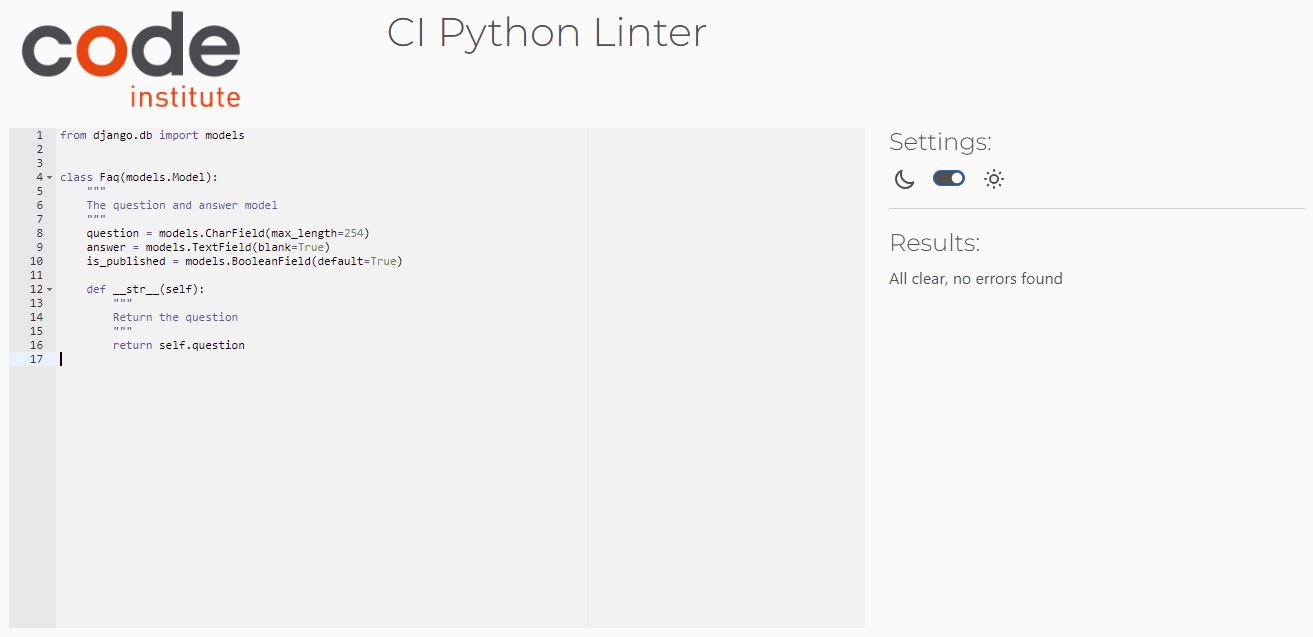 code
institute
CI Python Linter
1 from django.db import models
2
3
4 class Faq(models.Model):
5     """
6     The question and answer model
7     """
8     question = models.CharField(max_length=254)
9     answer = models.TextField(blank=True)
10     is_published = models.BooleanField(default=True)
11
12     def __str__(self):
13         """
14         Return the question
15         """
16         return self.question
17
Settings:
Results:
All clear, no errors found